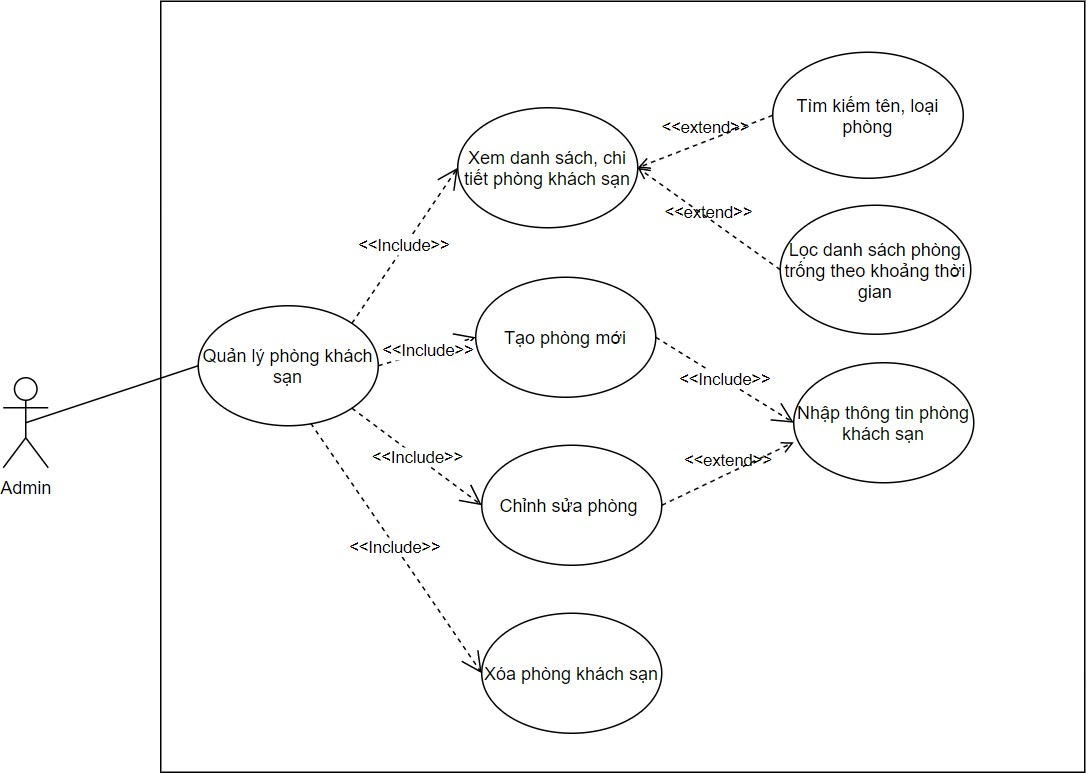 Tìm kiếm tên, loại
phòng
<<extend>>
Xem danh sách, chi
tiết phòng khách sạn
<<extend>>
Lọc danh sách phòng
trống theo khoảng thời
gian
<<Include>>
Quản lý phòng khách
sạn
<<Include>>
Tạo phòng mới
<<Include>>
Nhập thông tin phòng
khách sạn
<<Include>>
Chỉnh sửa phòng
<<extend>>
Admin
<<Include>>
Xóa phòng khách sạn